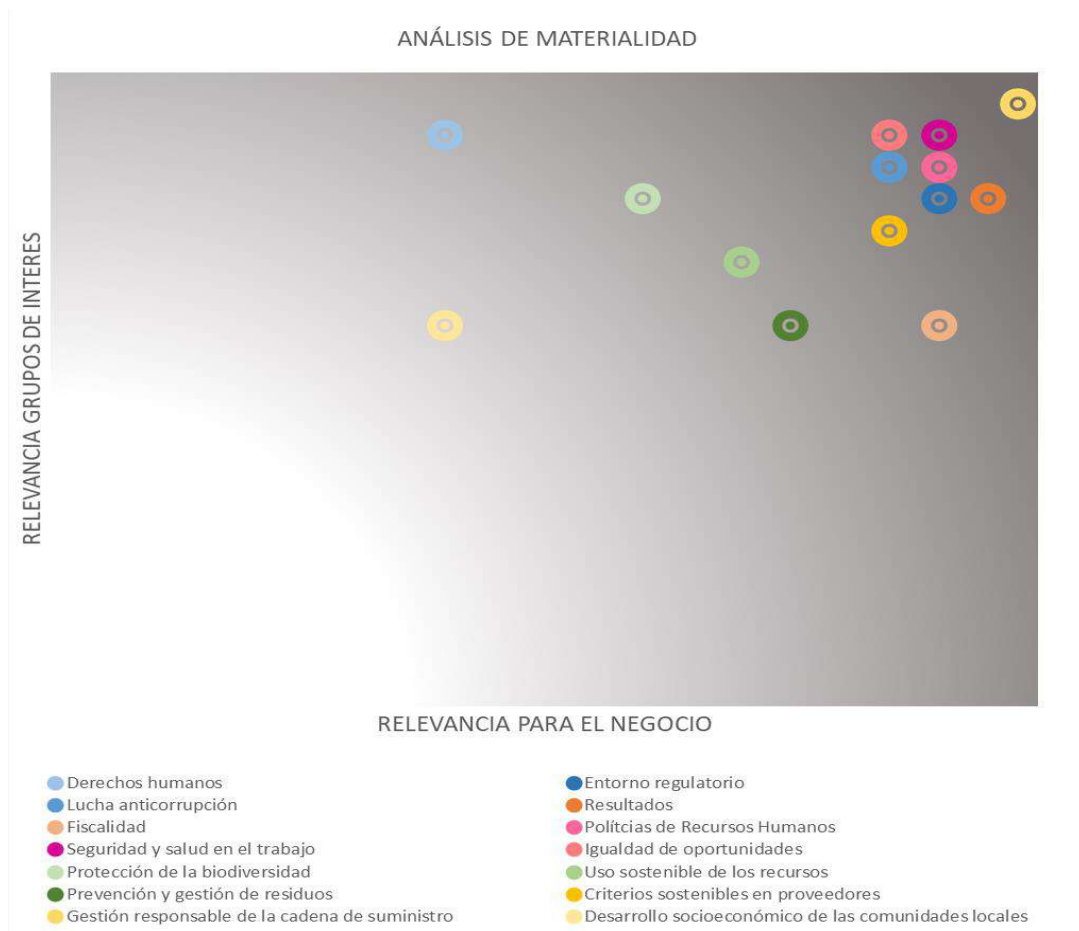 ANÁLISIS DE MATERIALIDAD
RELEVANCIA GRUPOS DE INTERES
RELEVANCIA PARA EL NEGOCIO
Derechos humanos
Lucha anticorrupción
Fiscalidad
Seguridad y salud en el trabajo
Protección de la biodiversidad
Prevención y gestión de residuos
Gestión responsable de la cadena de suministro
Entorno regulatorio
Resultados
Polítcias de Recursos Humanos
Igualdad de oportunidades
Uso sostenible de los recursos
Criterios sostenibles en proveedores
Desarrollo socioeconómico de las comunidades locales